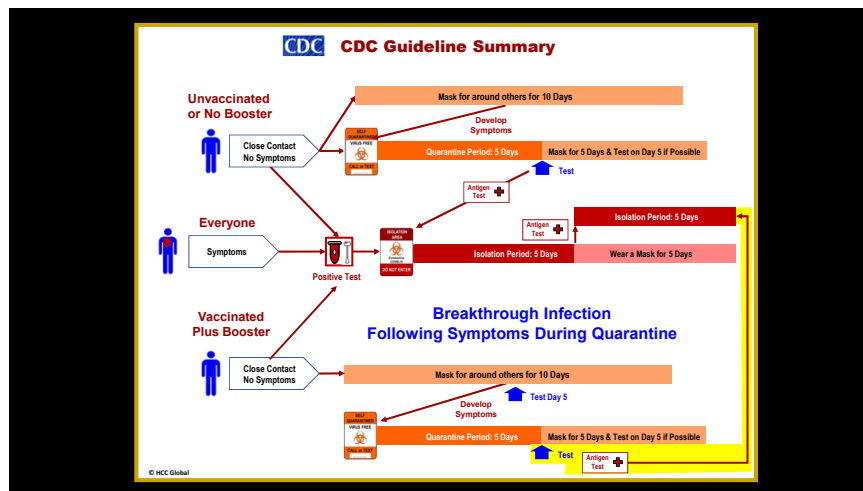 CDC CDC Guideline Summary
Unvaccinated
or No Booster
Mask for around others for 10 Days
Develop
Symptoms
Close Contact
No Symptoms
SELF
QUARANTINED
VIRUS FREE
CALL or TEXT
Quarantine Period: 5 Days
Mask for 5 Days & Test on Day 5 if Possible
Test
Antigen
Test
Everyone
Symptoms
Positive Test
ISOLATION
AREA
Coronavirus
COVID-19
DO NOT ENTER
Antigen
Test
Isolation Period: 5 Days
Isolation Period: 5 Days
Wear a Mask for 5 Days
Vaccinated
Plus Booster
Breakthrough Infection
Following Symptoms During Quarantine
Close Contact
No Symptoms
Mask for around others for 10 Days
Test Day 5
Develop
Symptoms
SELF
QUARANTINED
VIRUS FREE
CALL or TEXT
Quarantine Period: 5 Days
Mask for 5 Days & Test on Day 5 if Possible
Test
Antigen
Test
© HCC Global